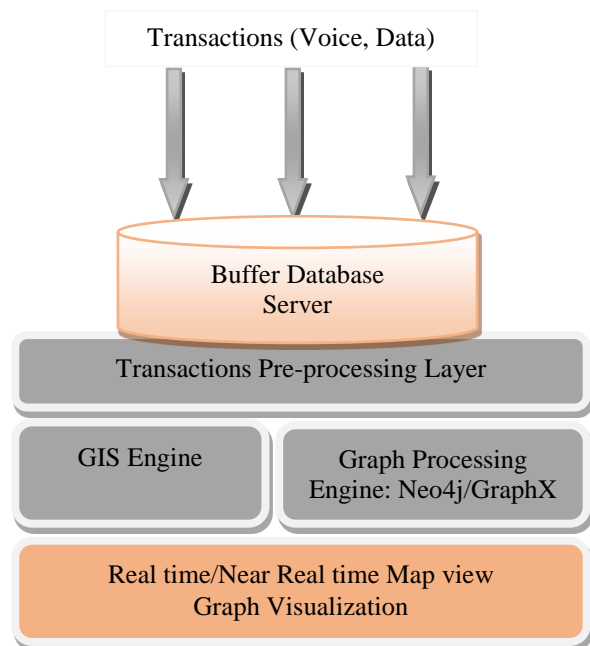 Transactions (Voice, Data)
Buffer Database
Server
Transactions Pre-processing Layer
GIS Engine
Graph Processing
Engine: Neo4j/GraphX
Real time/Near Real time Map view
Graph Visualization